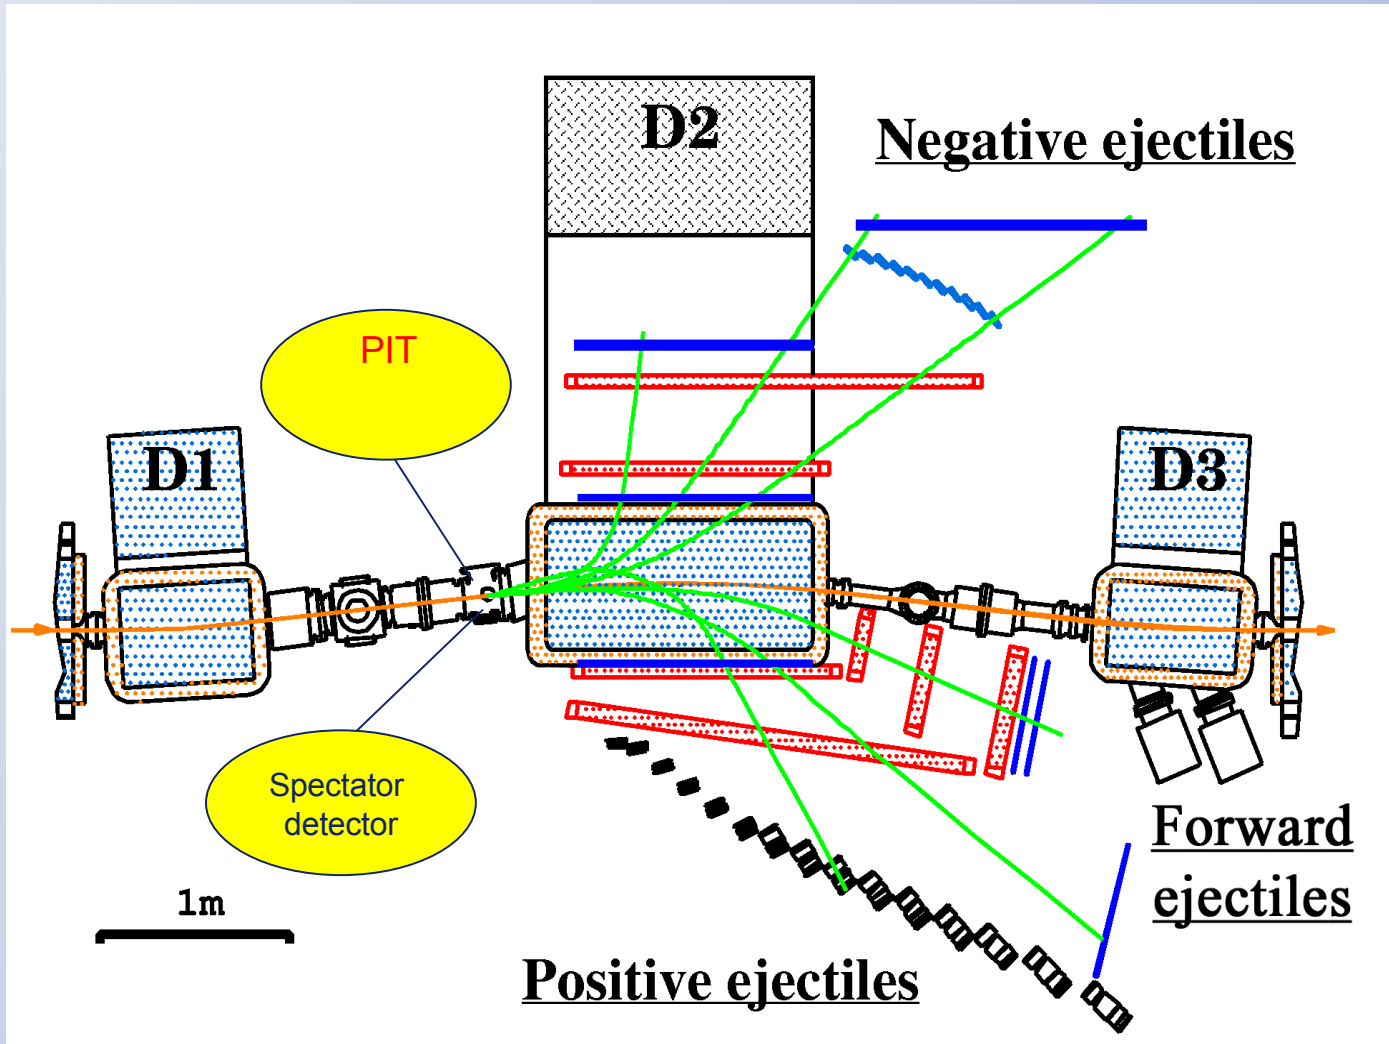 D2
Negative ejectiles
PIT
D1
D3
Spectator
detector
Forward
ejectiles
1m
Positive ejectiles